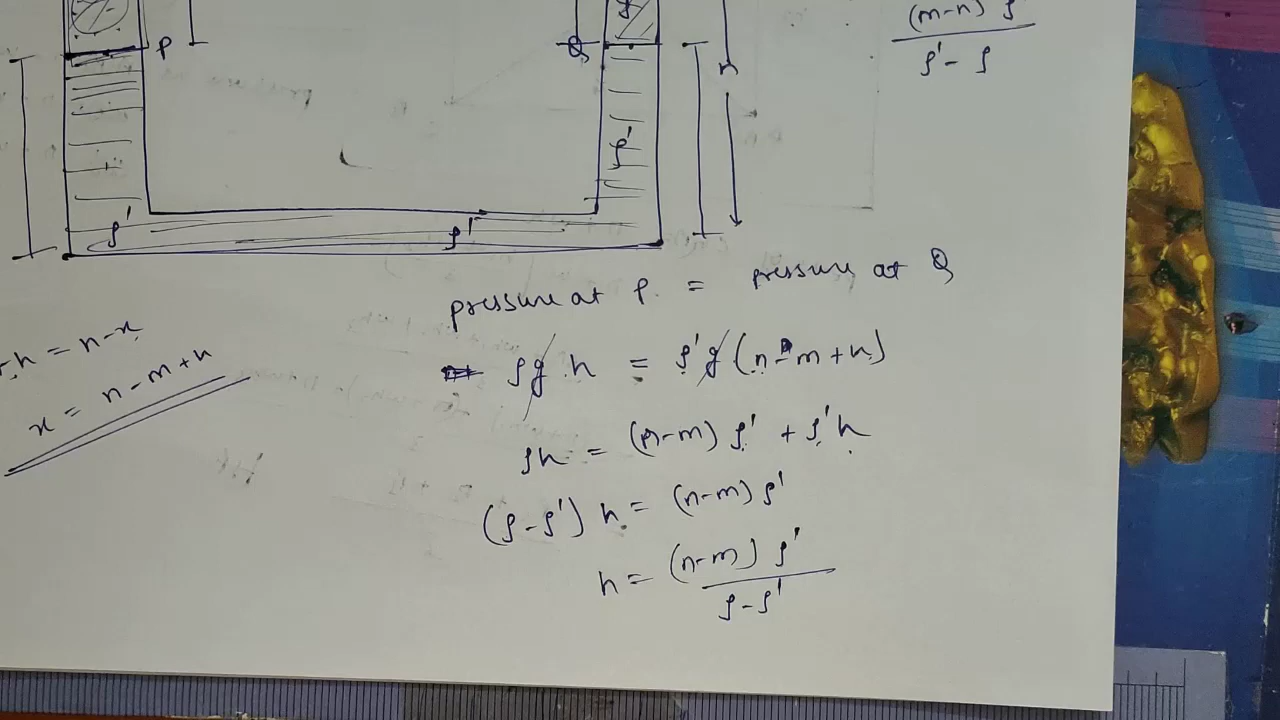 (m-n) ρ'
ρ'-ρ
P
Q
n
ρ'
ρ'
ρ'
pressure at P = pressure at Q
h = n-x
x = n-m+h
ρg h = ρ'g (n-m+h)
ρh = (n-m) ρ' + ρ'h
(ρ-ρ') h = (n-m) ρ'
h = (n-m) ρ'
ρ-ρ'